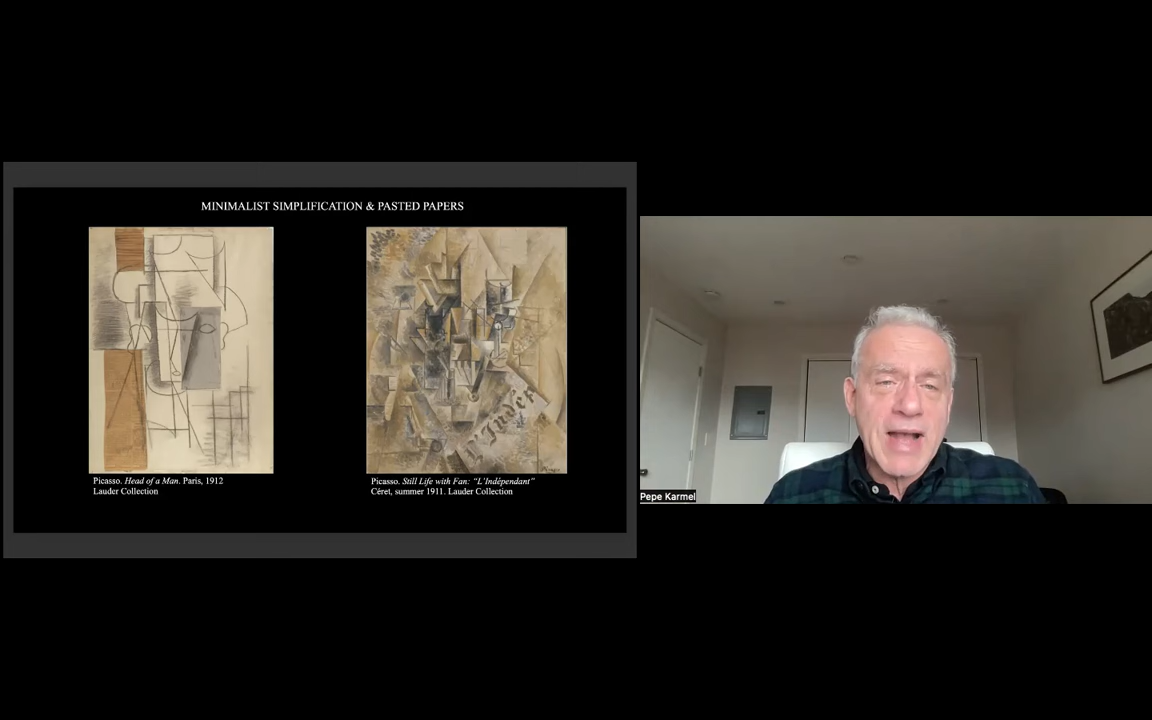 MINIMALIST SIMPLIFICATION & PASTED PAPERS
L'Indép
Picasso. Head of a Man. Paris, 1912
Lauder Collection
Picasso. Still Life with Fan: “L’Indépendant”
Céret, summer 1911. Lauder Collection
Pepe Karmel